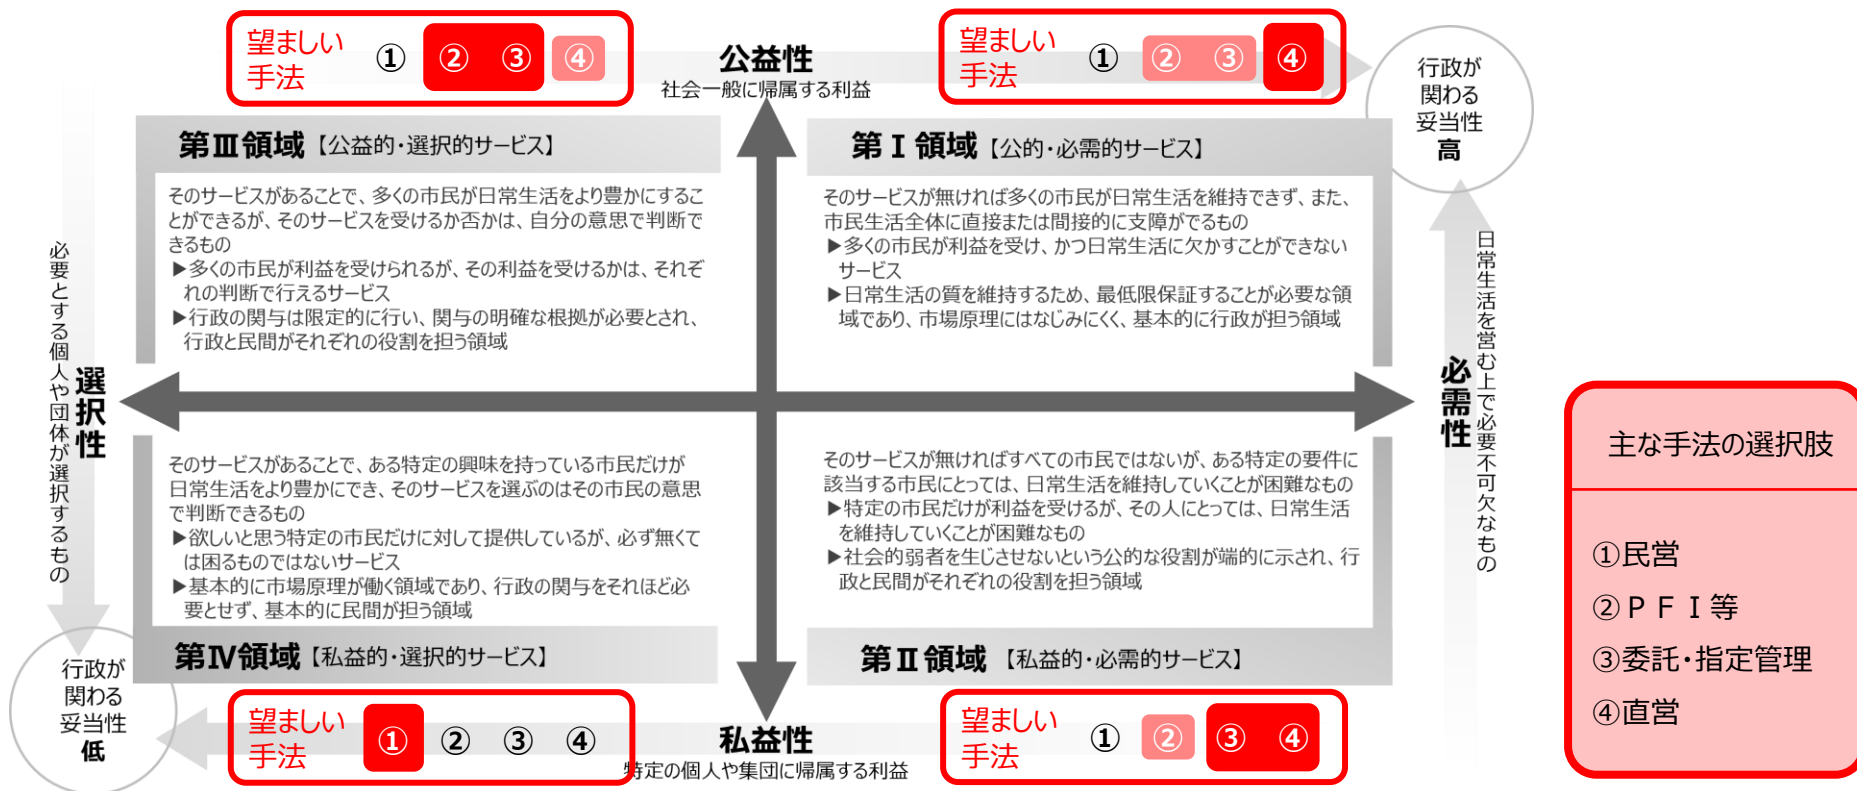 望ましい
手法
① ② ③ ④
公益性
社会一般に帰属する利益
望ましい
手法
① ② ③ ④
行政が
関わる
妥当性
高
第Ⅲ領域【公益的・選択的サービス】
そのサービスがあることで、多くの市民が日常生活をより豊かにするこ
とができるが、そのサービスを受けるか否かは、自分の意思で判断で
きるもの
▶多くの市民が利益を受けられるが、その利益を受けるかは、それぞ
れの判断で行えるサービス
▶行政の関与は限定的に行い、関与の明確な根拠が必要とされ、
行政と民間がそれぞれの役割を担う領域
第Ⅰ領域【公的・必需的サービス】
そのサービスが無ければ多くの市民が日常生活を維持できず、また、
市民生活全体に直接または間接的に支障がでるもの
▶多くの市民が利益を受け、かつ日常生活に欠かすことができない
サービス
▶日常生活の質を維持するため、最低限保証することが必要な領
域であり、市場原理にはなじみにくく、基本的に行政が担う領域
必要とする個人や団体が選択するもの
選択性
必需性
日常生活を営む上で必要不可欠なもの
そのサービスがあることで、ある特定の興味を持っている市民だけが
日常生活をより豊かにでき、そのサービスを選ぶのはその市民の意思
で判断できるもの
▶欲しいと思う特定の市民だけに対して提供しているが、必ず無くて
は困るものではないサービス
▶基本的に市場原理が働く領域であり、行政の関与をそれほど必
要とせず、基本的に民間が担う領域
第Ⅳ領域【私益的・選択的サービス】
そのサービスが無ければすべての市民ではないが、ある特定の要件に
該当する市民にとっては、日常生活を維持していくことが困難なもの
▶特定の市民だけが利益を受けるが、その人にとっては、日常生活
を維持していくことが困難なもの
▶社会的弱者を生じさせないという公的な役割が端的に示され、行
政と民間がそれぞれの役割を担う領域
第Ⅱ領域【私益的・必需的サービス】
行政が
関わる
妥当性
低
望ましい
手法
① ② ③ ④
私益性
特定の個人や集団に帰属する利益
望ましい
手法
① ② ③ ④
主な手法の選択肢
①民営
②ＰＦＩ等
③委託・指定管理
④直営